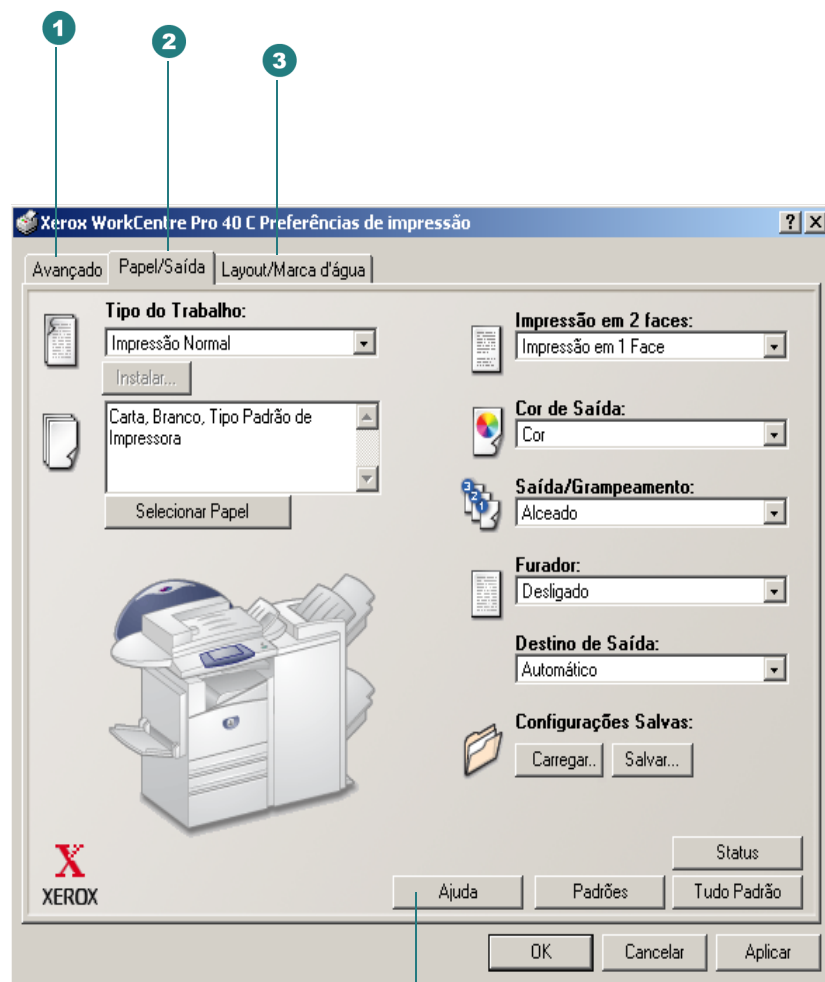 1
2
3
Xerox WorkCentre Pro 40 C Preferências de impressão
Avançado
Papel/Saída
Layout/Marca d'água
Tipo do Trabalho:
Impressão Normal
Instalar...
Carta, Branco, Tipo Padrão de
Impressora
Selecionar Papel
Impressão em 2 faces:
Impressão em 1 Face
Cor de Saída:
Cor
3
2
1
Saída/Grampeamento:
Alceado
Furador:
Desligado
Destino de Saída:
Automático
Configurações Salvas:
Carregar..
Salvar...
X
XEROX
Status
Ajuda
Padrões
Tudo Padrão
OK
Cancelar
Aplicar